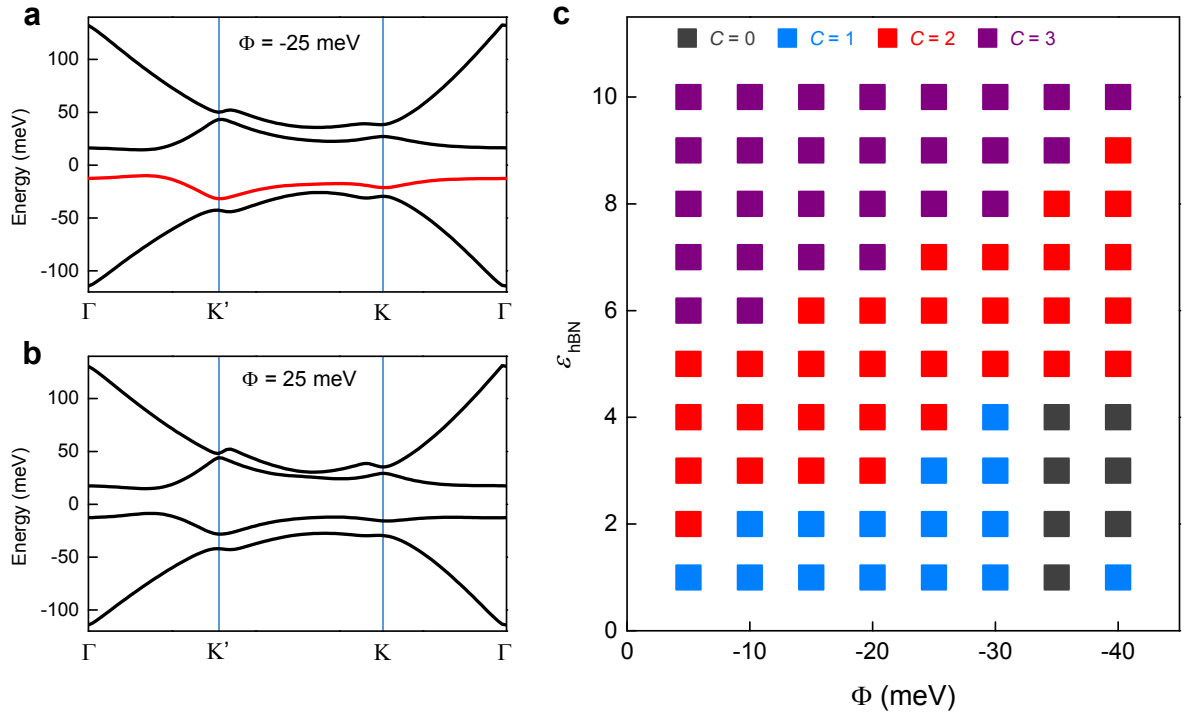 a
Φ = -25 meV
Energy (meV)
100
50
0
-50
-100
Γ
K’
K
Γ
b
Φ = 25 meV
Energy (meV)
100
50
0
-50
-100
Γ
K’
K
Γ
c
C = 0 C = 1 C = 2 C = 3
εhBN
10
8
6
4
2
0
0 -10 -20 -30 -40
Φ (meV)